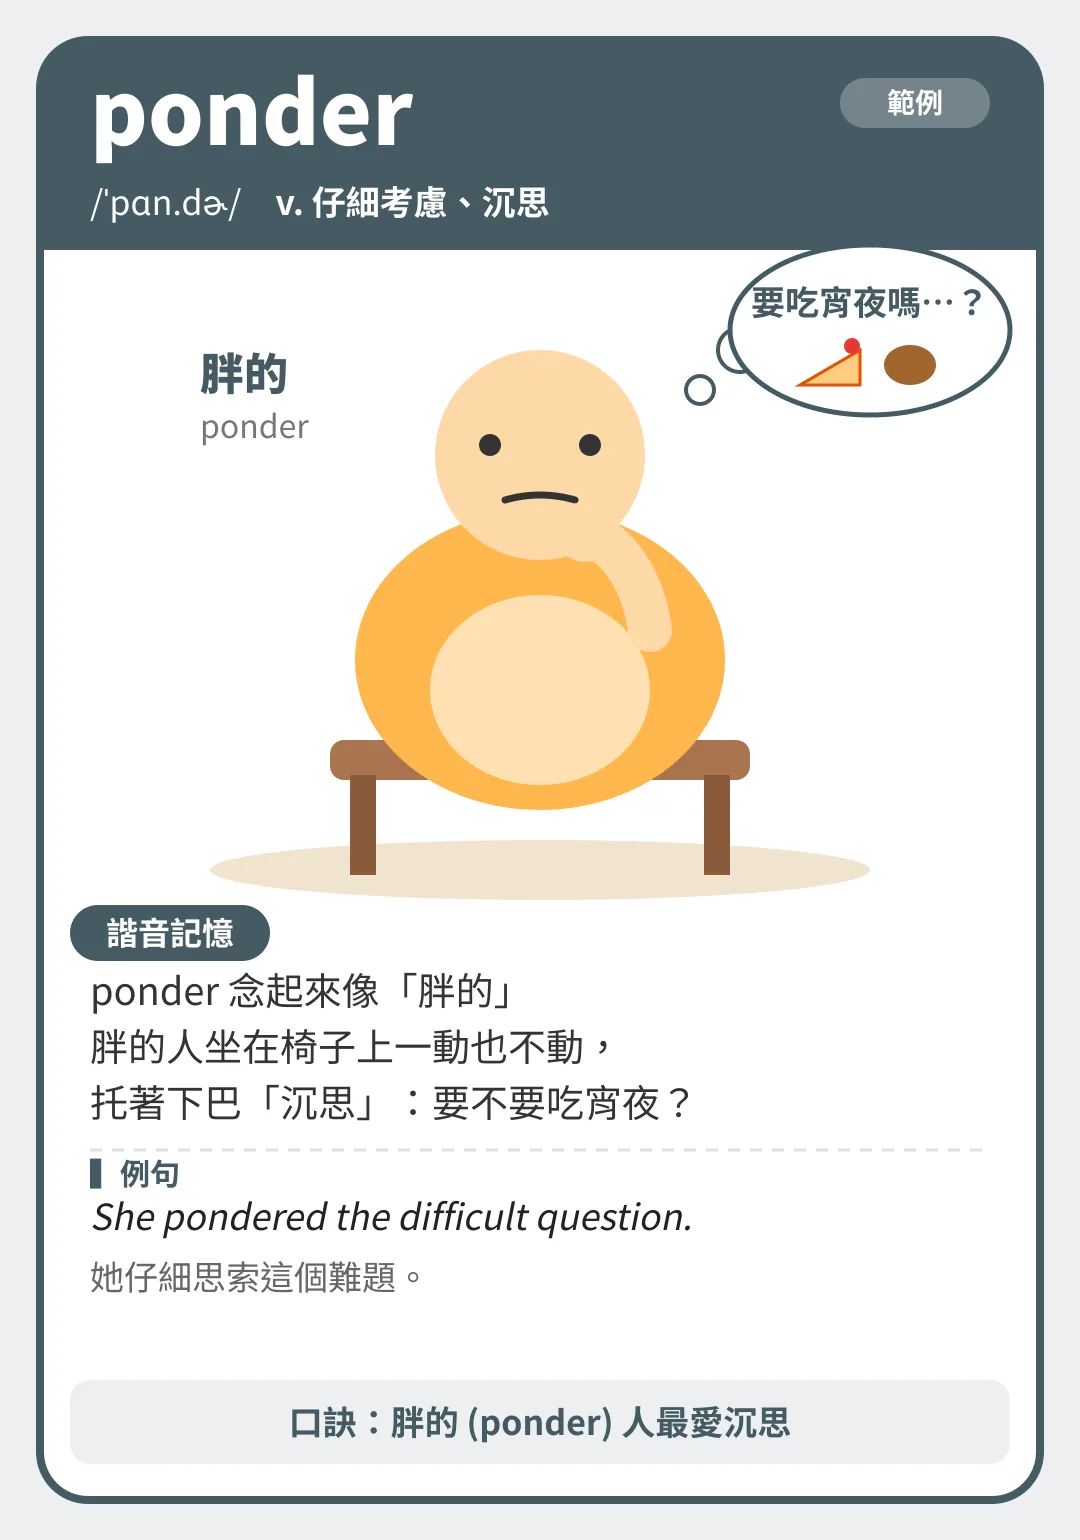 ponder
範例
/ˈpɑn.dɚ/ v. 仔細考慮、沉思
要吃宵夜嗎…？
胖的
ponder
諧音記憶
ponder 念起來像「胖的」
胖的人坐在椅子上一動也不動，
托著下巴「沉思」：要不要吃宵夜？
例句
She pondered the difficult question.
她仔細思索這個難題。
口訣：胖的 (ponder) 人最愛沉思